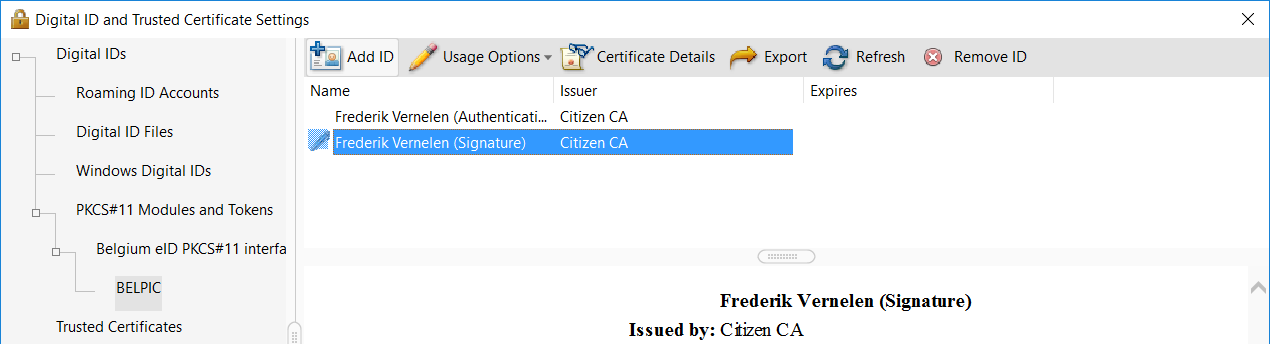 Digital ID and Trusted Certificate Settings
Digital IDs
Roaming ID Accounts
Digital ID Files
Windows Digital IDs
PKCS#11 Modules and Tokens
Belgium eID PKCS#11 interfa
BELPIC
Trusted Certificates
Add ID Usage Options Certificate Details Export Refresh Remove ID
Name Issuer Expires
Frederik Vernelen (Authenticati... Citizen CA
Frederik Vernelen (Signature) Citizen CA
Frederik Vernelen (Signature)
Issued by: Citizen CA